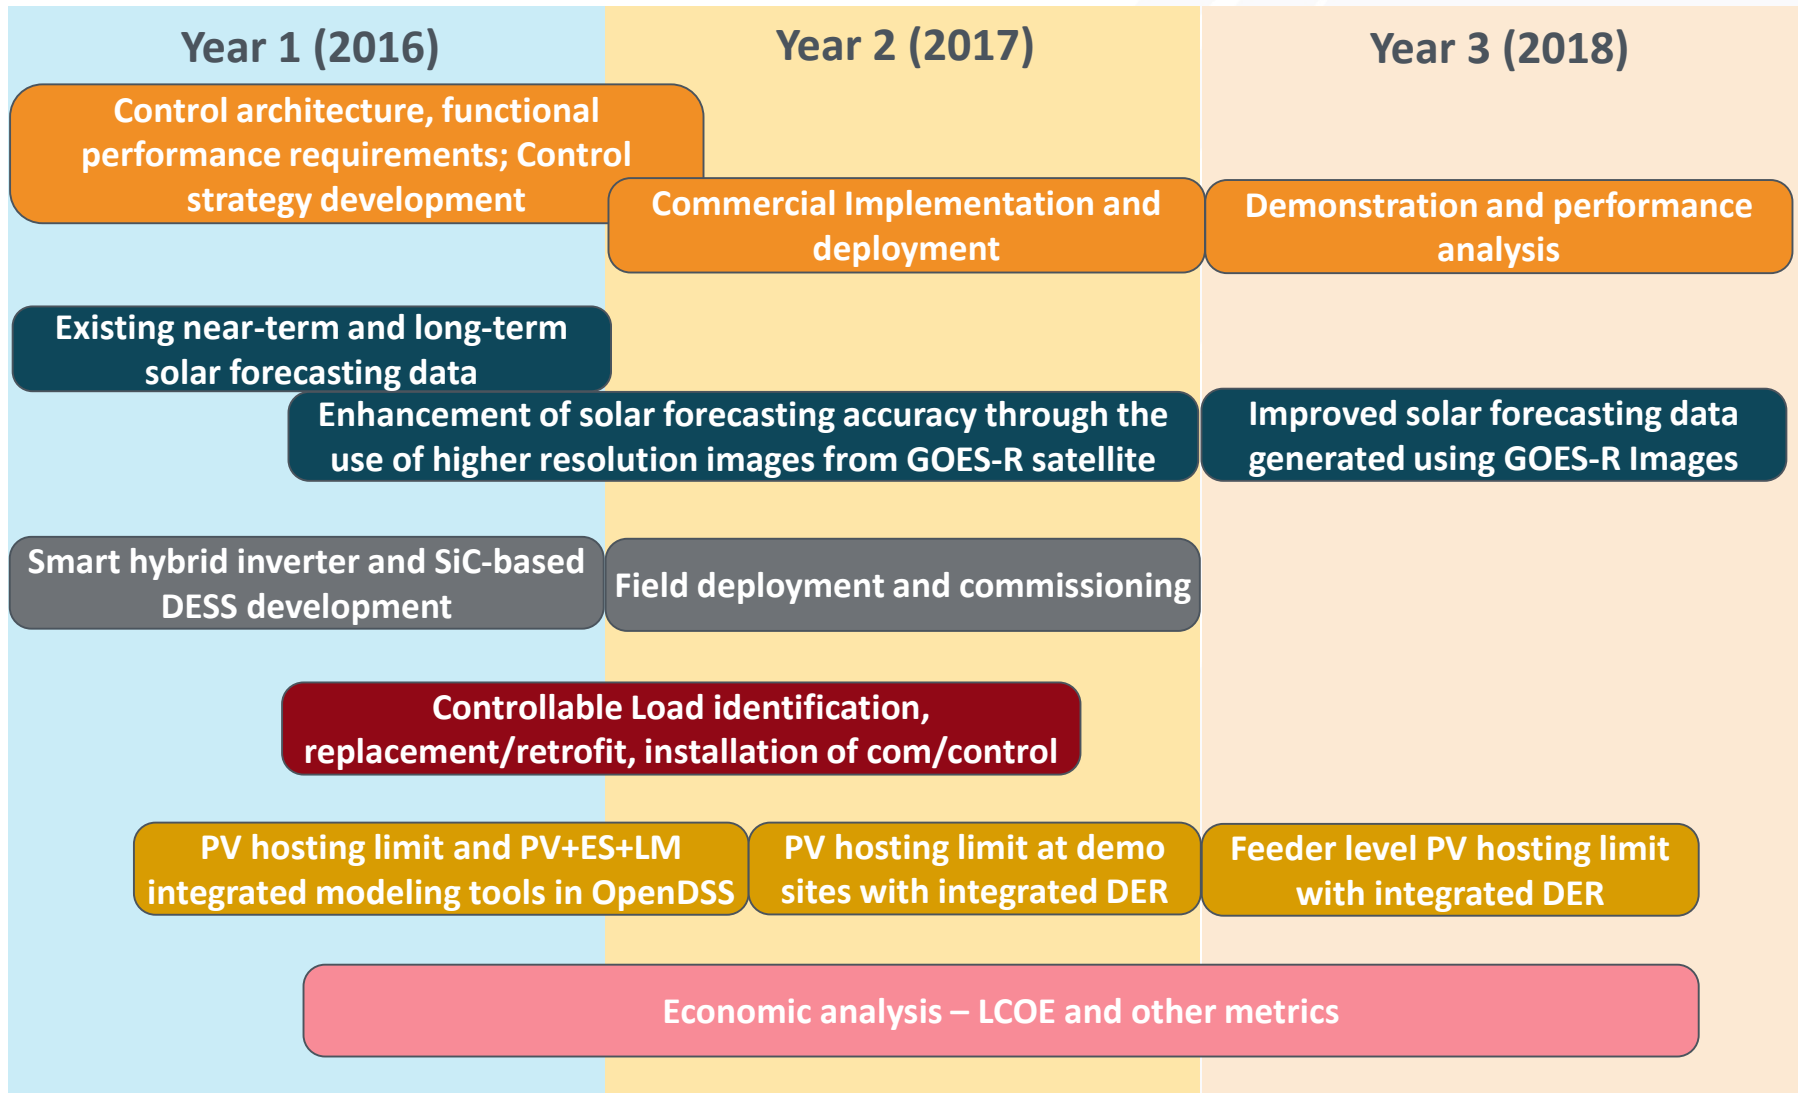 Year 1 (2016)
Year 2 (2017)
Year 3 (2018)
Control architecture, functional
performance requirements; Control
strategy development
Commercial Implementation and
deployment
Demonstration and performance
analysis
Existing near-term and long-term
solar forecasting data
Enhancement of solar forecasting accuracy through the
use of higher resolution images from GOES-R satellite
Improved solar forecasting data
generated using GOES-R Images
Smart hybrid inverter and SiC-based
DESS development
Field deployment and commissioning
Controllable Load identification,
replacement/retrofit, installation of com/control
PV hosting limit and PV+ES+LM
integrated modeling tools in OpenDSS
PV hosting limit at demo
sites with integrated DER
Feeder level PV hosting limit
with integrated DER
Economic analysis – LCOE and other metrics